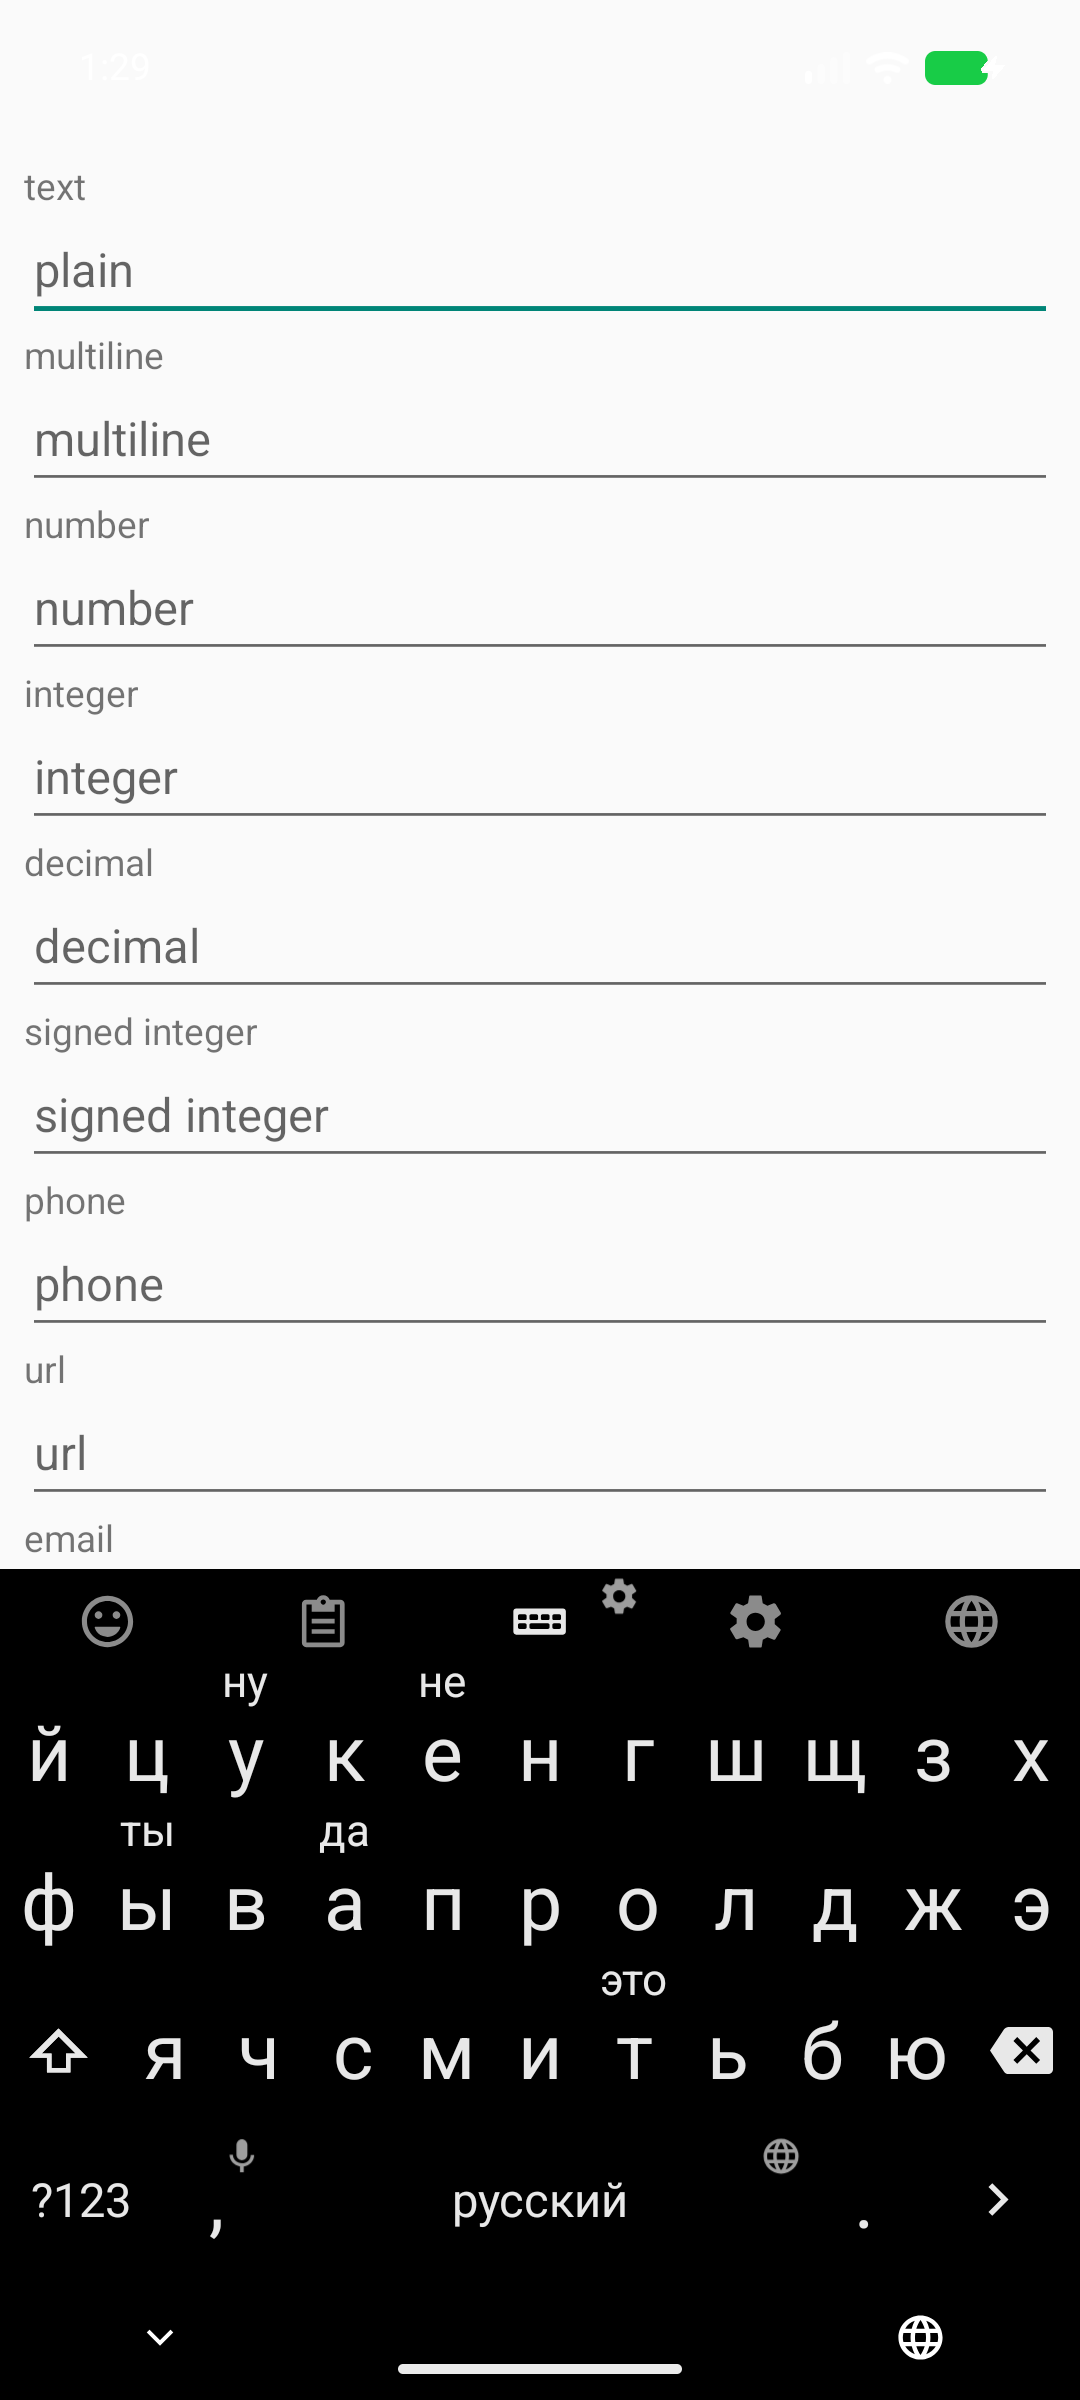 1:29
text
plain
multiline
multiline
number
number
integer
integer
decimal
decimal
signed integer
signed integer
phone
phone
url
url
email
ну не
й ц у к е н г ш щ з х
ты да
ф ы в а п р о л д ж э
это
я ч с м и т ь б ю
?123 , русский .